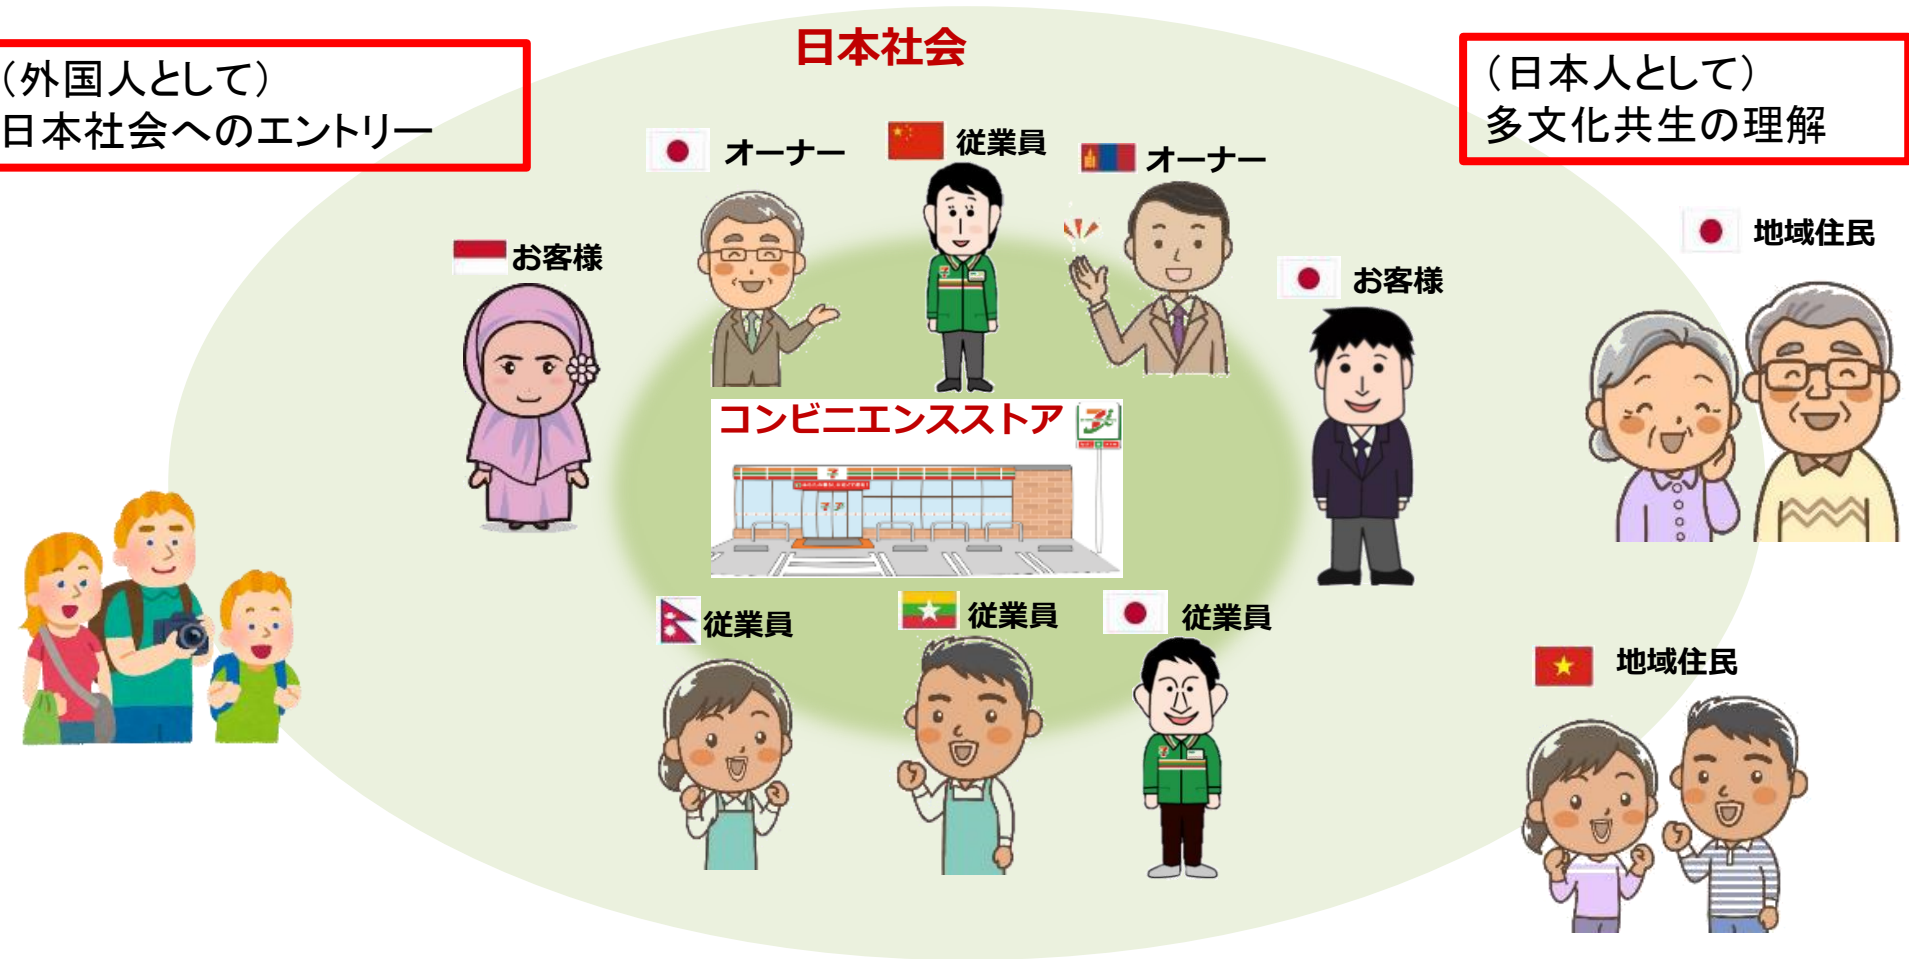 日本社会
（外国人として）
日本社会へのエントリー
（日本人として）
多文化共生の理解
オーナー
従業員
オーナー
お客様
お客様
地域住民
コンビニエンスストア
従業員
従業員
従業員
地域住民